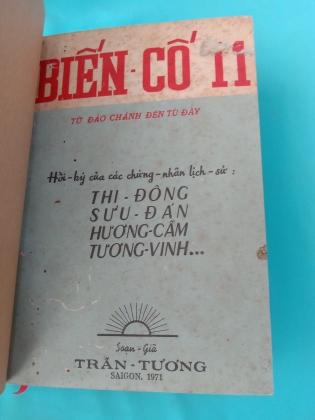 BIẾN-CỐ 11
TỪ ĐẢO CHÁNH ĐẾN TÙ ĐÀY
Hồi-ký của các chứng-nhân lịch-sử:
THI-ĐÔNG
SƯU-ĐÁN
HƯƠNG-CẦM
TƯƠNG-VINH...
Soạn-Giả
TRẦN-TƯƠNG
SAIGON, 1971